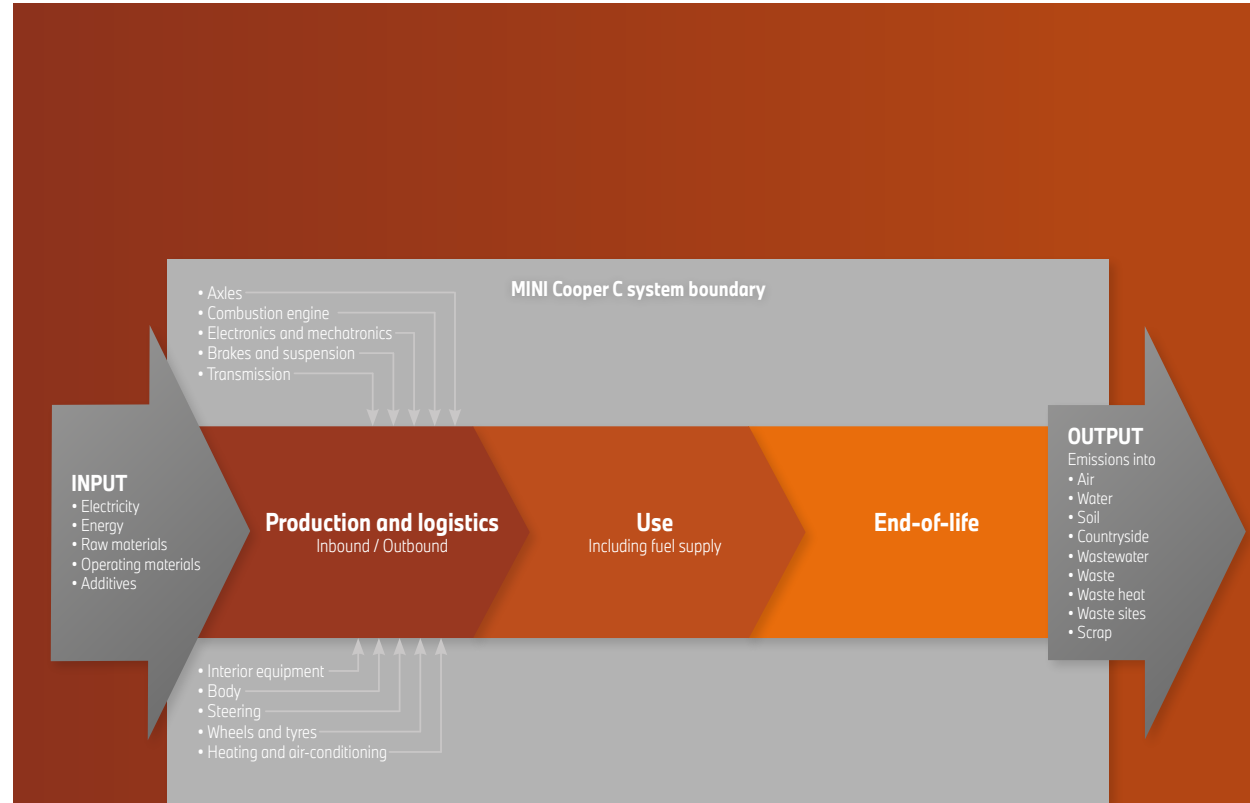 MINI Cooper C system boundary
• Axles
• Combustion engine
• Electronics and mechatronics
• Brakes and suspension
• Transmission
INPUT
• Electricity
• Energy
• Raw materials
• Operating materials
• Additives
Production and logistics
Inbound / Outbound
Use
Including fuel supply
End-of-life
OUTPUT
Emissions into
• Air
• Water
• Soil
• Countryside
• Wastewater
• Waste
• Waste heat
• Waste sites
• Scrap
• Interior equipment
• Body
• Steering
• Wheels and tyres
• Heating and air-conditioning